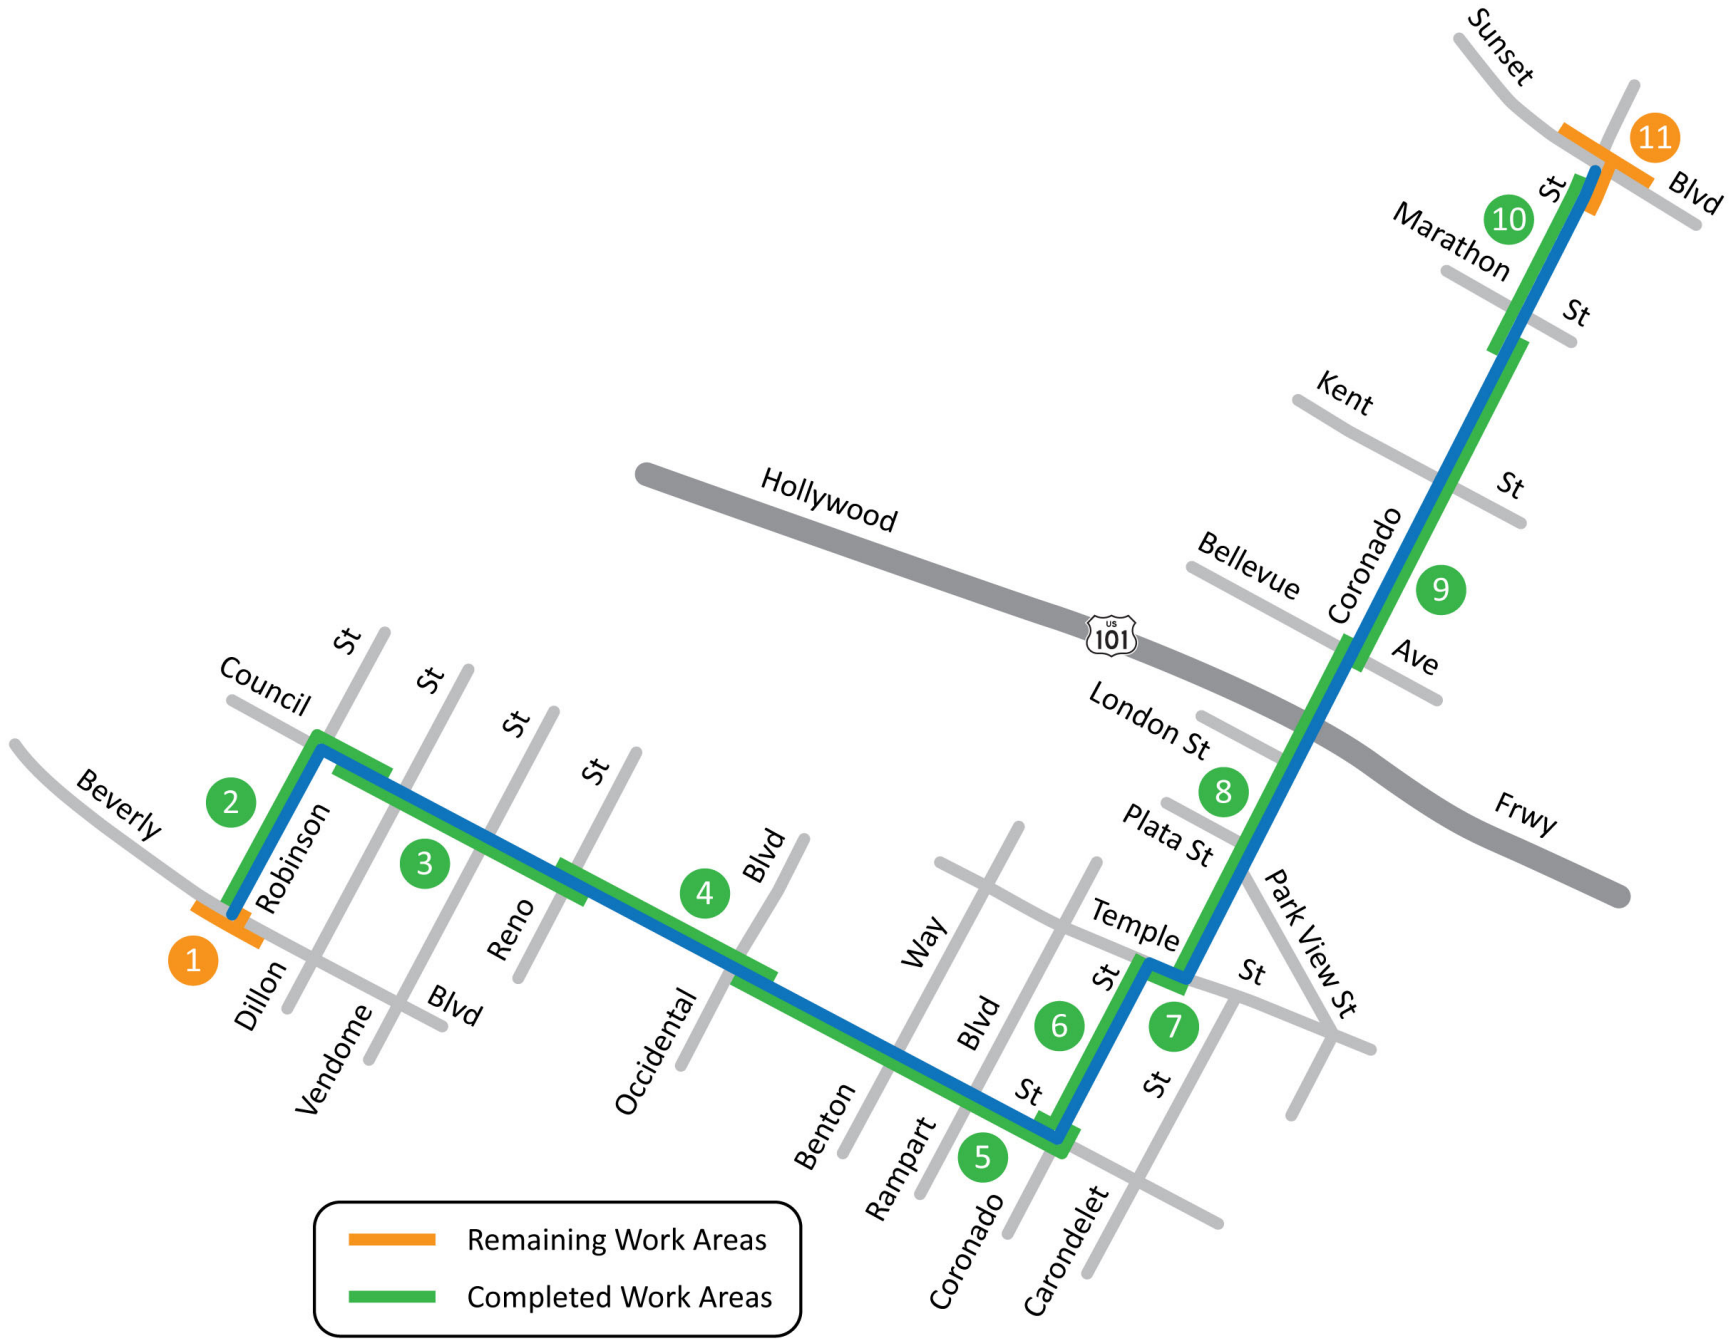 Sunset
Blvd
11
St
10
Marathon
St
Kent
St
Hollywood
Coronado
Bellevue
9
US
101
Ave
St
St
St
St
Council
London St
Frwy
8
Plata St
Beverly
2
Robinson
3
4
Blvd
Park View St
Temple
St
Reno
Way
1
Dillon
Blvd
St
6
7
Blvd
Vendome
Occidental
St
St
Benton
Rampart
5
Coronado
Carondelet
Remaining Work Areas
Completed Work Areas